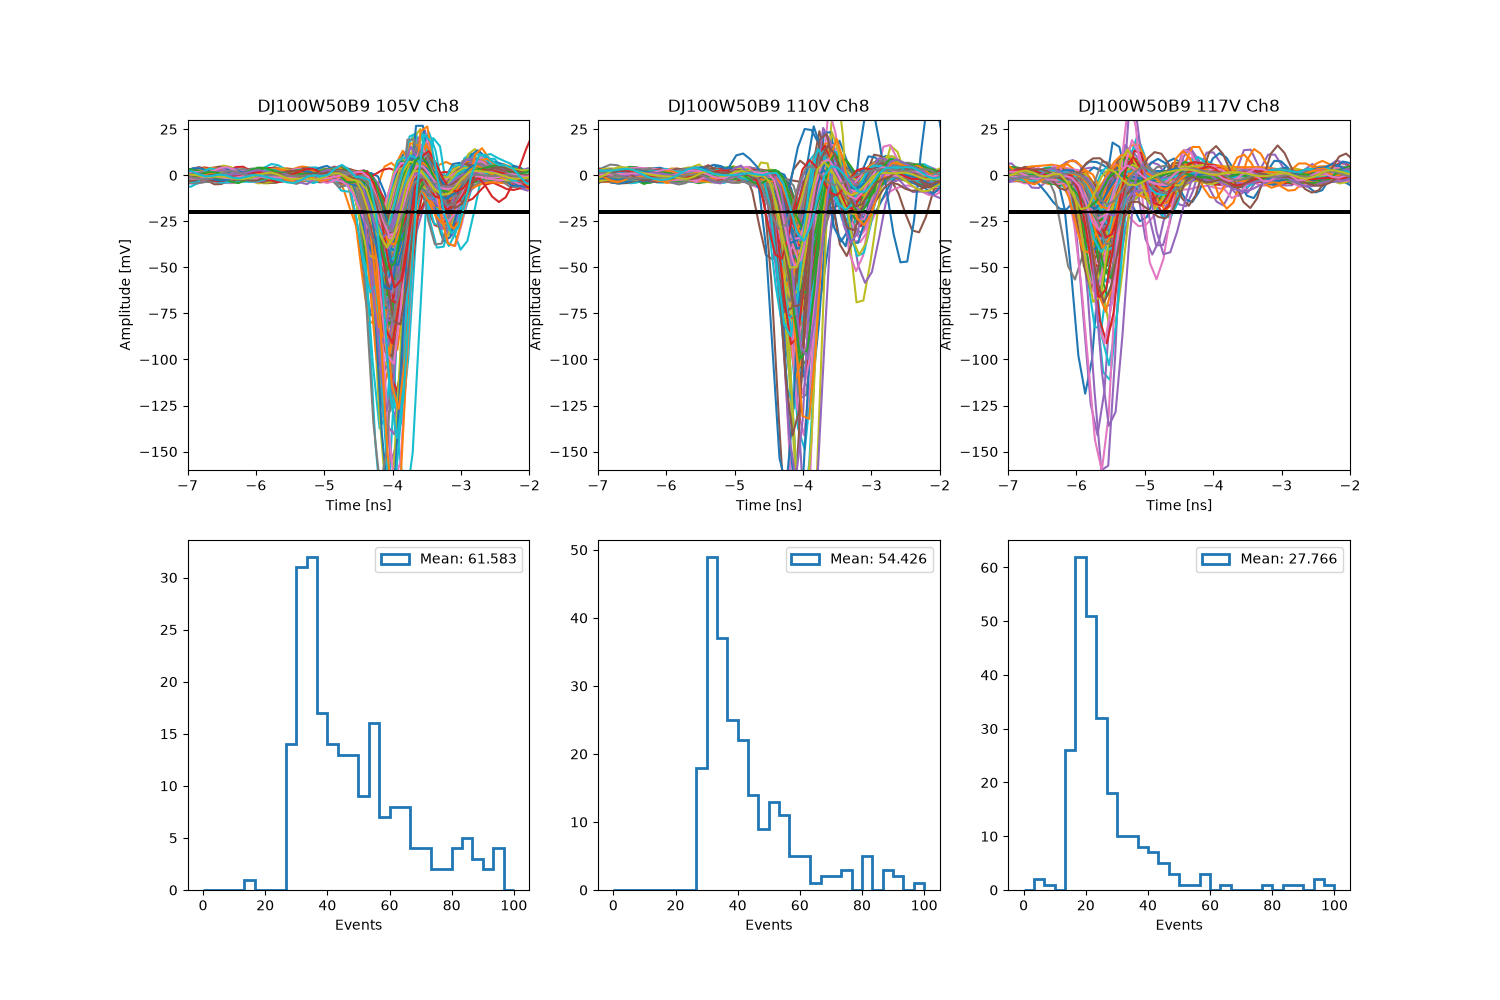 DJ100W50B9 105V Ch8
DJ100W50B9 110V Ch8
DJ100W50B9 117V Ch8
25
0
−25
−50
−75
−100
−125
−150
Amplitude [mV]
−7 −6 −5 −4 −3 −2
Time [ns]
25
0
−25
−50
−75
−100
−125
−150
Amplitude [mV]
−7 −6 −5 −4 −3 −2
Time [ns]
25
0
−25
−50
−75
−100
−125
−150
Amplitude [mV]
−7 −6 −5 −4 −3 −2
Time [ns]
Mean: 61.583
30
25
20
15
10
5
0
0 20 40 60 80 100
Events
Mean: 54.426
50
40
30
20
10
0
0 20 40 60 80 100
Events
Mean: 27.766
60
50
40
30
20
10
0
0 20 40 60 80 100
Events